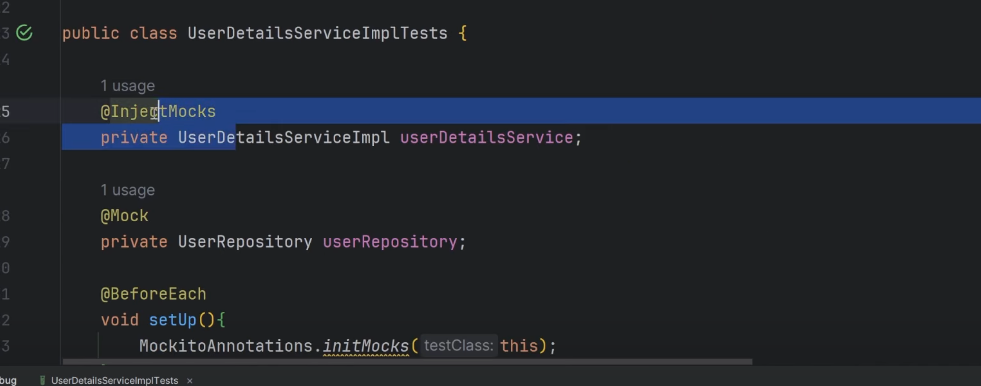 2
3 public class UserDetailsServiceImplTests {
4
1 usage
5 @InjectMocks
6 private UserDetailsServiceImpl userDetailsService;
7
1 usage
8 @Mock
9 private UserRepository userRepository;
0
1 @BeforeEach
2 void setUp(){
3 MockitoAnnotations.initMocks( testClass: this);
bug UserDetailsServiceImplTests ×